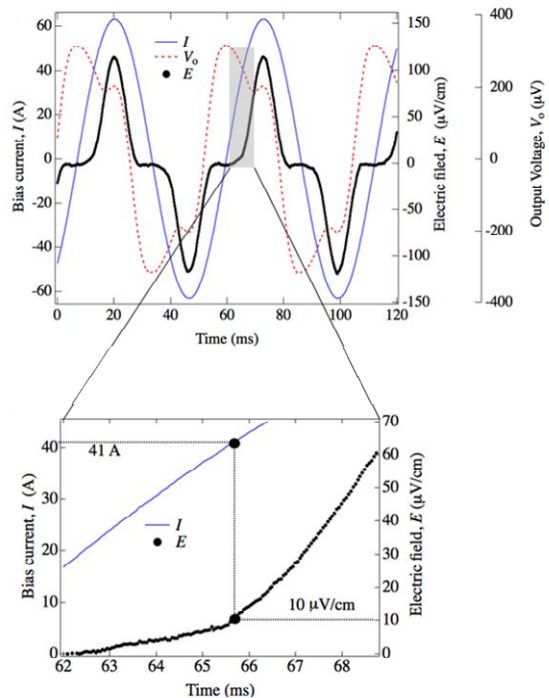 60
40
20
0
-20
-40
-60
Bias current, I (A)
I
Vₒ
E
150
100
50
0
-50
-100
-150
Electric filed, E (µV/cm)
400
200
0
-200
-400
Output Voltage, Vₒ (µV)
0 20 40 60 80 100 120
Time (ms)
40
30
20
10
0
Bias current, I (A)
41 A
I
E
10 µV/cm
70
60
50
40
30
20
10
0
Electric field, E (µV/cm)
62 63 64 65 66 67 68
Time (ms)